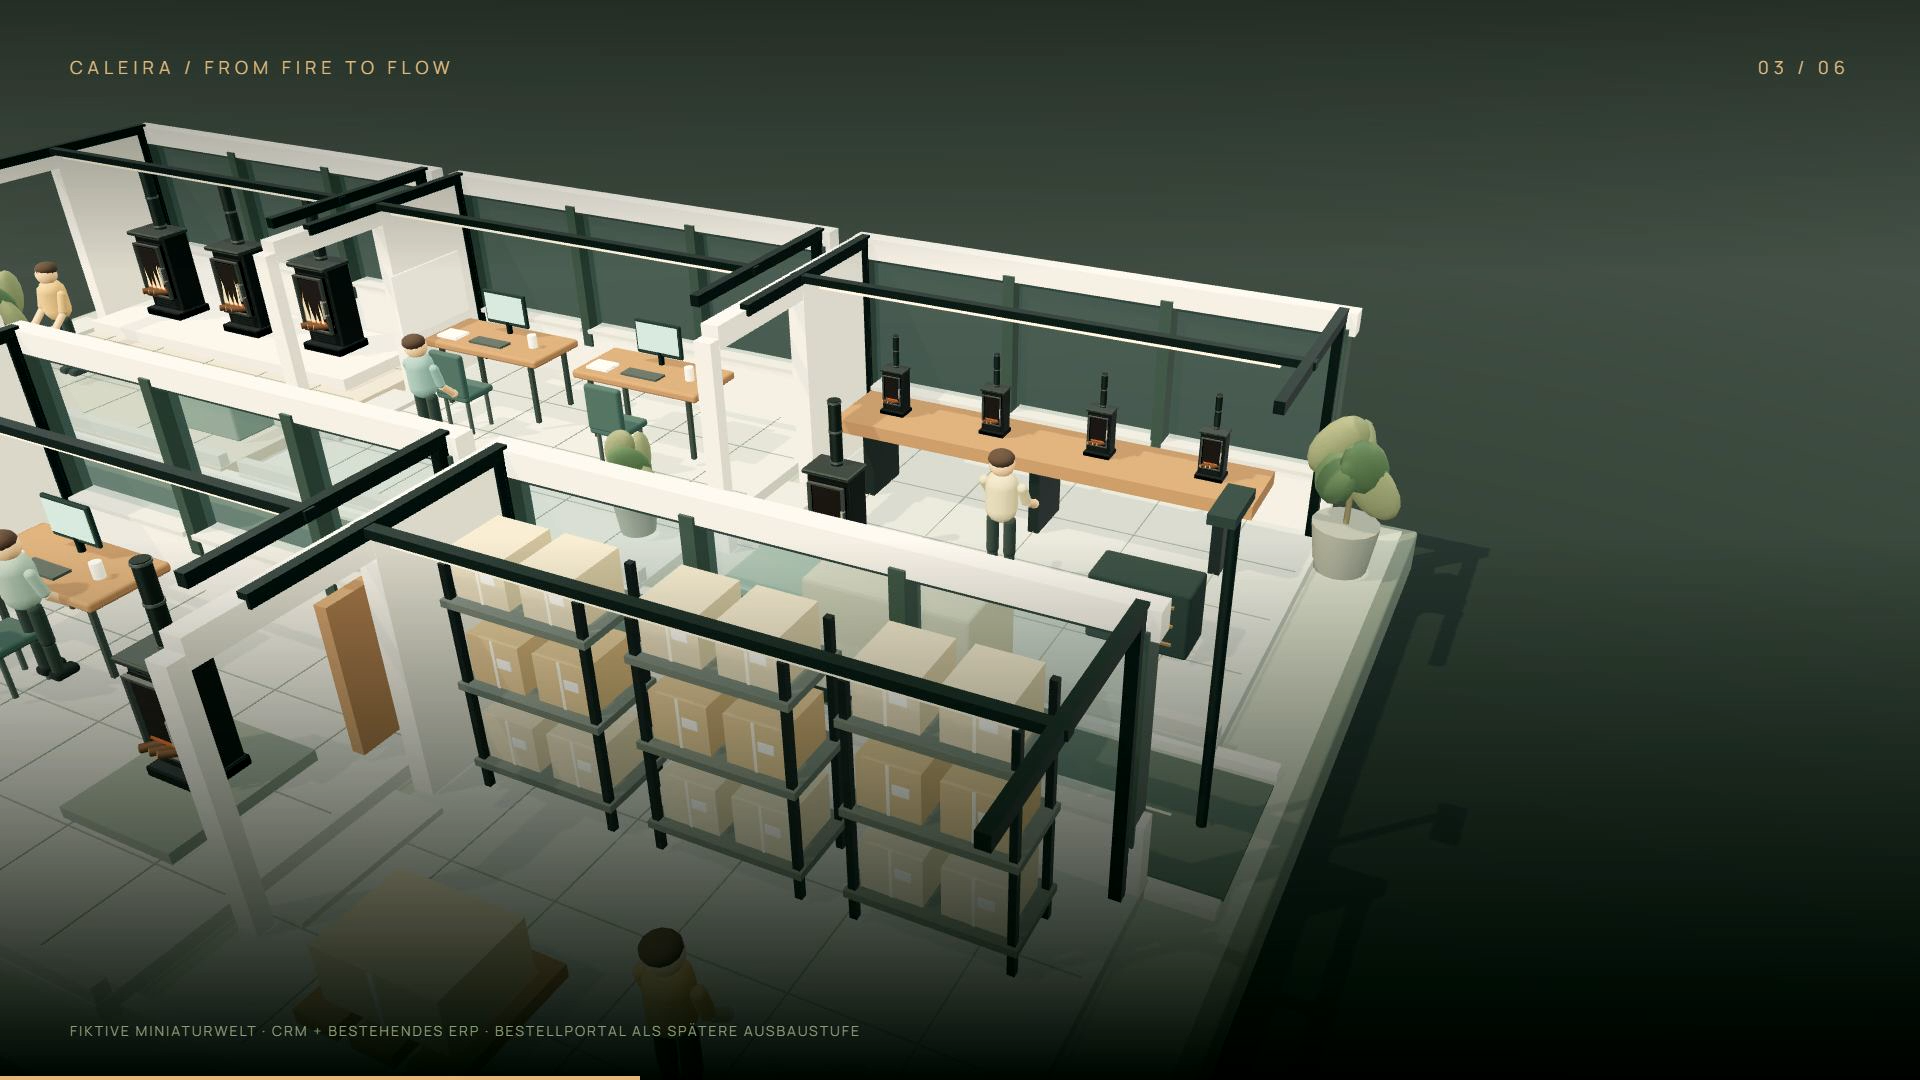 CALEIRA / FROM FIRE TO FLOW
03 / 06
FIKTIVE MINIATURWELT · CRM + BESTEHENDES ERP · BESTELLPORTAL ALS SPÄTERE AUSBAUSTUFE